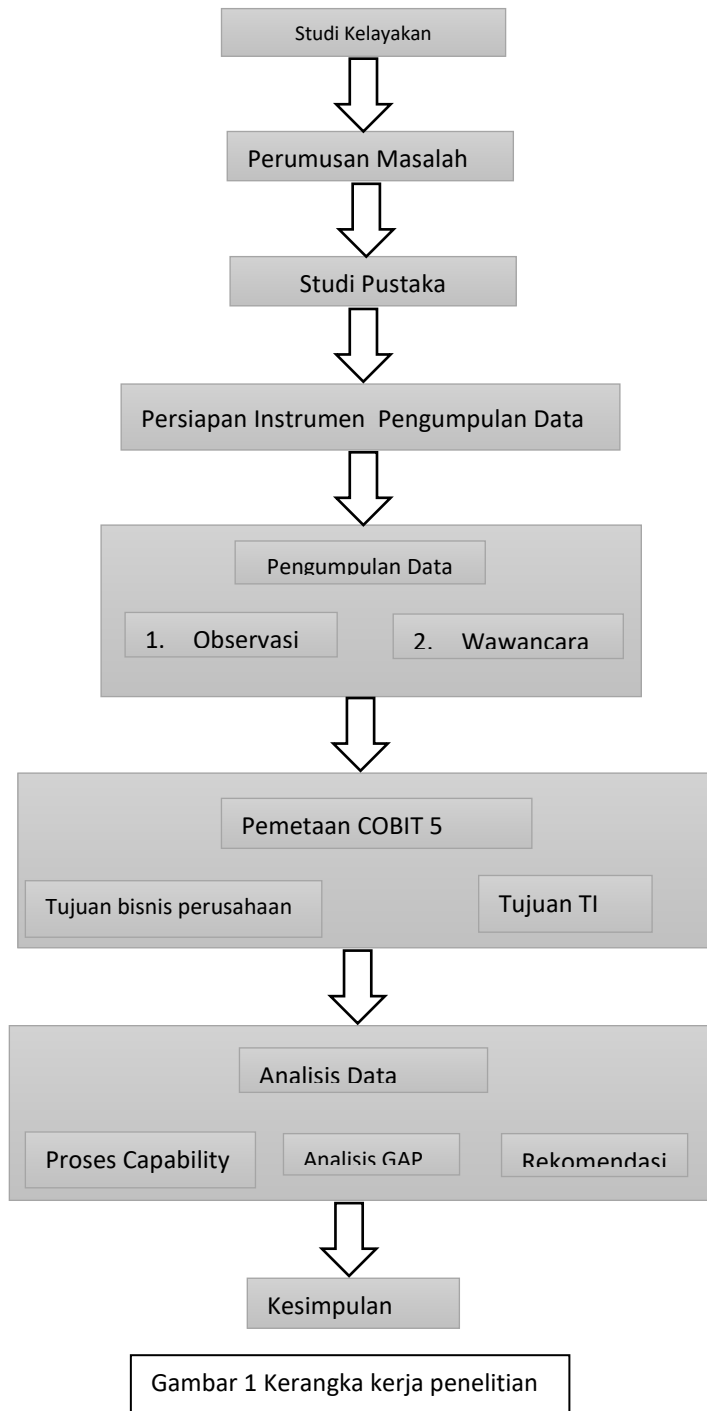 Studi Kelayakan
Perumusan Masalah
Studi Pustaka
Persiapan Instrumen Pengumpulan Data
Pengumpulan Data
1. Observasi
2. Wawancara
Pemetaan COBIT 5
Tujuan bisnis perusahaan
Tujuan TI
Analisis Data
Proses Capability
Analisis GAP
Rekomendasi
Kesimpulan
Gambar 1 Kerangka kerja penelitian